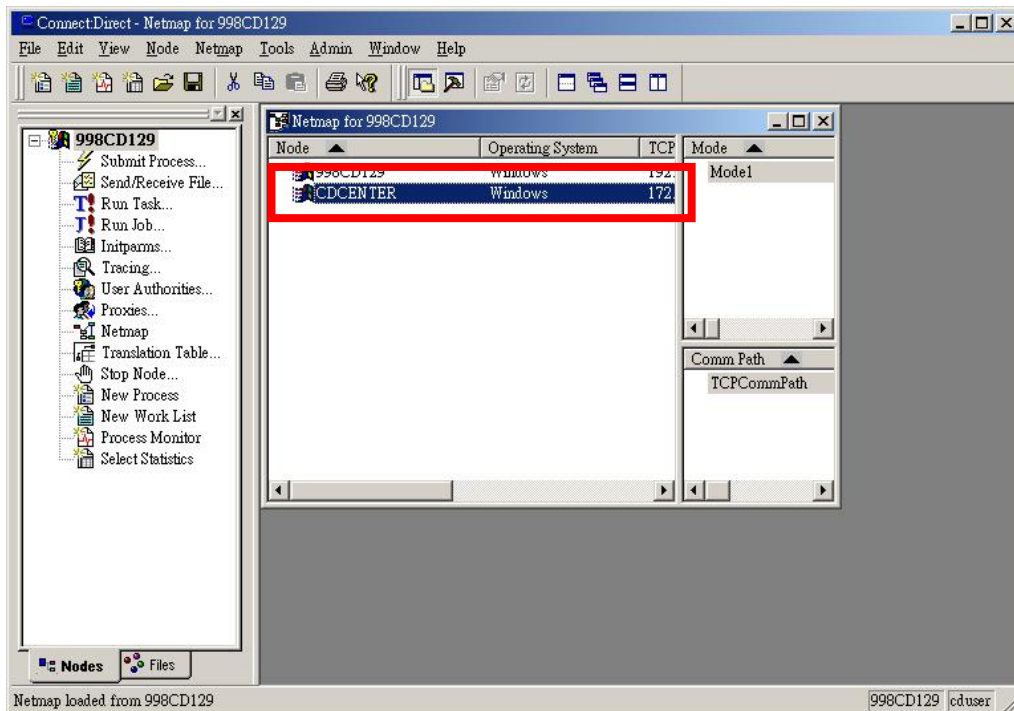 Connect:Direct - Netmap for 998CD129
File Edit View Node Netmap Tools Admin Window Help
998CD129
Submit Process...
Send/Receive File...
Run Task...
Run Job...
Initparms...
Tracing...
User Authorities...
Proxies...
Netmap
Translation Table...
Stop Node...
New Process
New Work List
Process Monitor
Select Statistics
Nodes Files
Netmap for 998CD129
Node Operating System TCP
998CD129 Windows 192.
CDCENTER Windows 172.
Mode
Model
Comm Path
TCPCommPath
Netmap loaded from 998CD129
998CD129 cduser